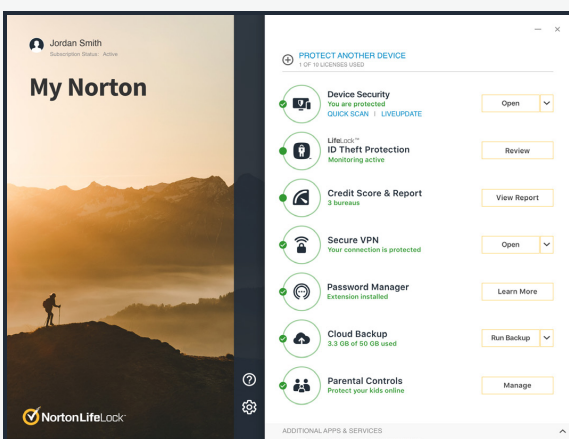 Jordan Smith
Subscription Status: Active
My Norton
PROTECT ANOTHER DEVICE
1 OF 10 LICENSES USED
Device Security
You are protected
QUICK SCAN | LIVEUPDATE
Open
LifeLock™
ID Theft Protection
Monitoring active
Review
Credit Score & Report
3 bureaus
View Report
Secure VPN
Your connection is protected
Open
Password Manager
Extension installed
Learn More
Cloud Backup
3.3 GB of 50 GB used
Run Backup
Parental Controls
Protect your kids online
Manage
NortonLifeLock
ADDITIONAL APPS & SERVICES